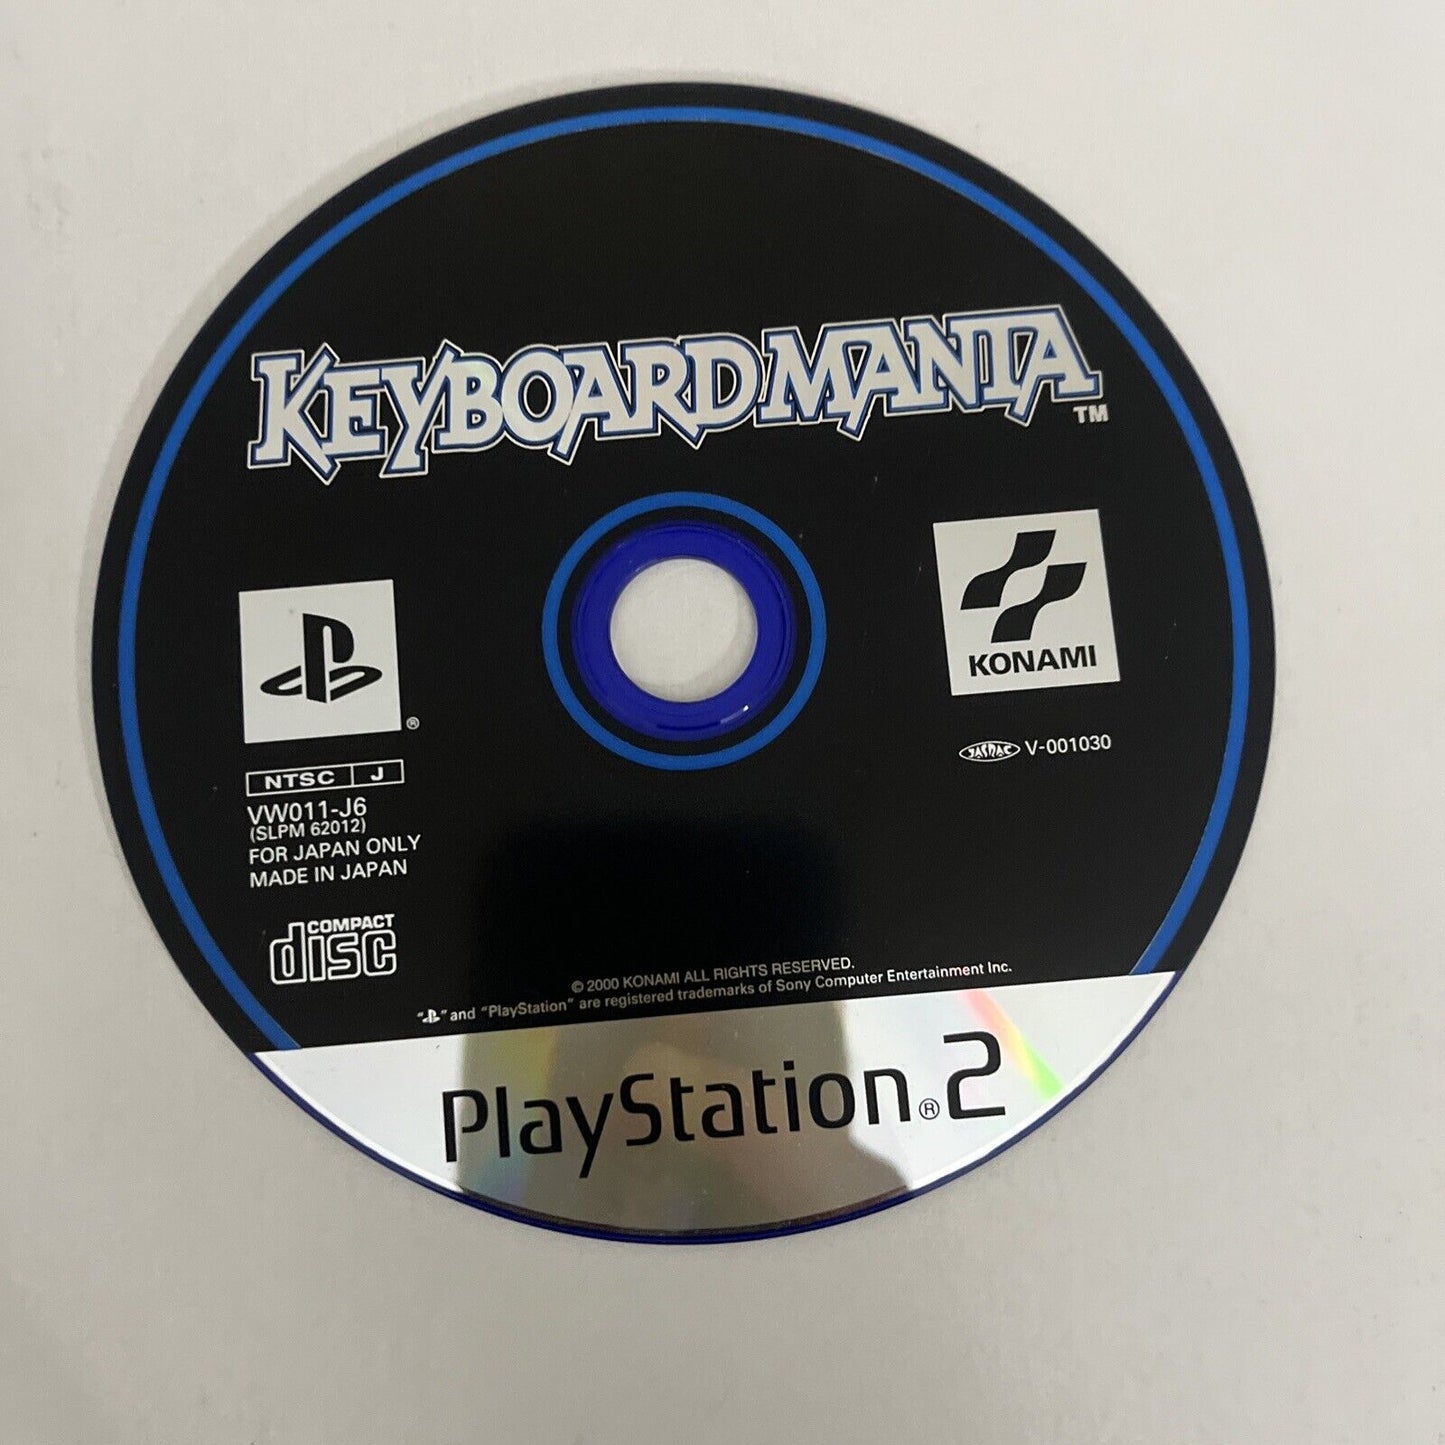 KEYBOARDMANIA
TM
KONAMI
®
JASRAC V-001030
NTSC J
VW011-J6
(SLPM 62012)
FOR JAPAN ONLY
MADE IN JAPAN
COMPACT
disc
© 2000 KONAMI ALL RIGHTS RESERVED.
" " and "PlayStation" are registered trademarks of Sony Computer Entertainment Inc.
PlayStation®2